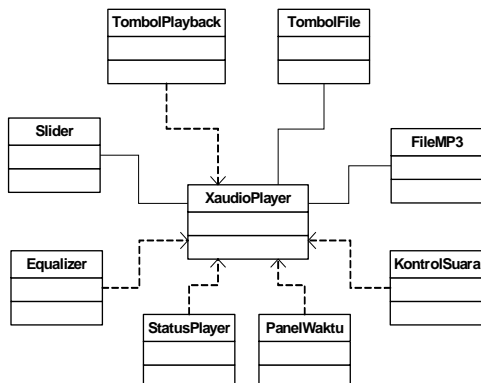 TombolPlayback
TombolFile
Slider
FileMP3
XaudioPlayer
Equalizer
KontrolSuara
StatusPlayer
PanelWaktu